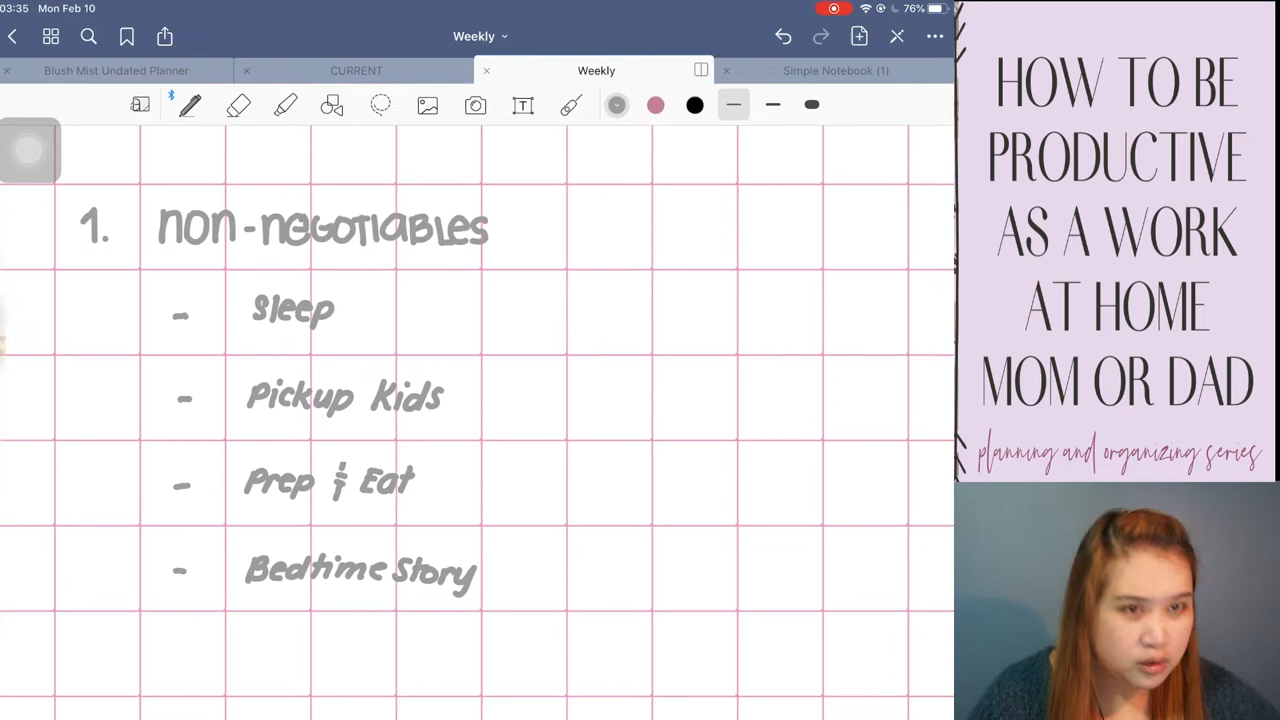 03:35 Mon Feb 10
76%
Weekly
Blush Mist Undated Planner
CURRENT
Weekly
Simple Notebook (1)
T
1. non-negotiables
- Sleep
- Pickup Kids
- Prep & Eat
- Bedtime Story
HOW TO BE
PRODUCTIVE
AS A WORK
AT HOME
MOM OR DAD
planning and organizing series